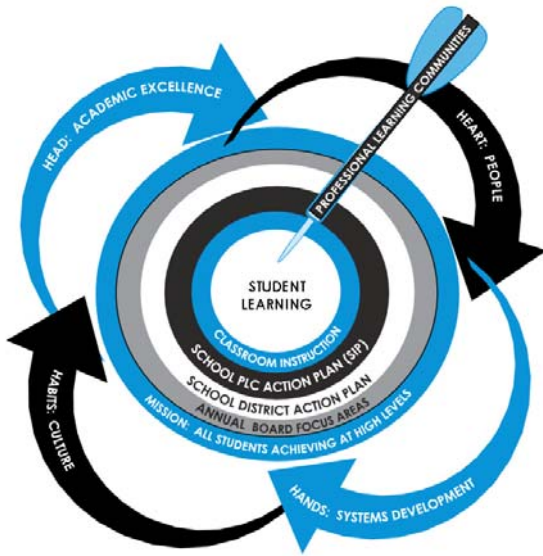 HEAD: ACADEMIC EXCELLENCE
PROFESSIONAL LEARNING COMMUNITIES
HEART: PEOPLE
STUDENT
LEARNING
CLASSROOM INSTRUCTION
SCHOOL PLC ACTION PLAN (SIP)
SCHOOL DISTRICT ACTION PLAN
ANNUAL BOARD FOCUS AREAS
MISSION: ALL STUDENTS ACHIEVING AT HIGH LEVELS
HABITS: CULTURE
HANDS: SYSTEMS DEVELOPMENT